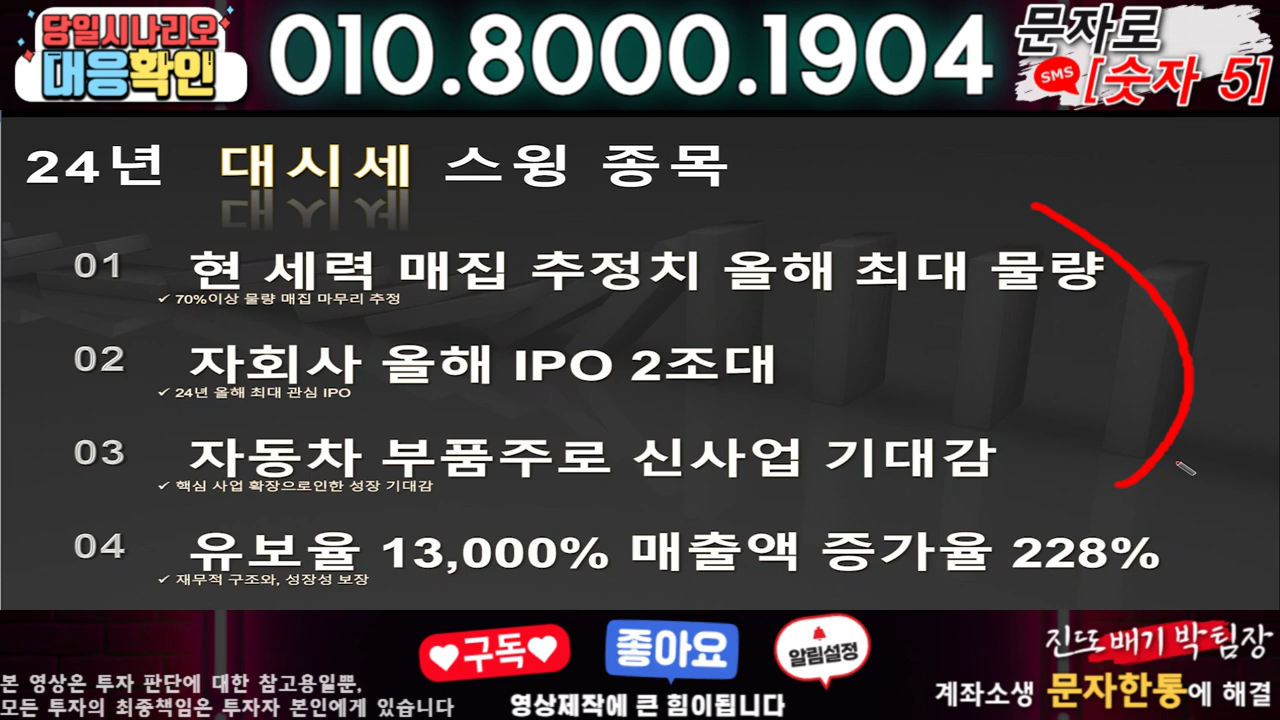 당일시나리오
대응확인
010.8000.1904
문자로
SMS
[숫자 5]
24년 대시세 스윙 종목
01 현 세력 매집 추정치 올해 최대 물량
✓ 70%이상 물량 매집 마무리 추정
02 자회사 올해 IPO 2조대
✓ 24년 올해 최대 관심 IPO
03 자동차 부품주로 신사업 기대감
✓ 핵심 사업 확장으로인한 성장 기대감
04 유보율 13,000% 매출액 증가율 228%
✓ 재무적 구조와, 성장성 보장
구독
좋아요
알림설정
영상제작에 큰 힘이됩니다
본 영상은 투자 판단에 대한 참고용일뿐,
모든 투자의 최종책임은 투자자 본인에게 있습니다
진또배기 박팀장
계좌소생 문자한통에 해결